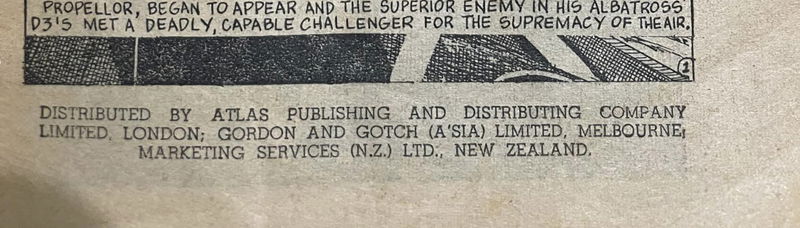 PROPELLOR, BEGAN TO APPEAR AND THE SUPERIOR ENEMY IN HIS ALBATROSS
D3'S MET A DEADLY, CAPABLE CHALLENGER FOR THE SUPREMACY OF THE AIR.
1
DISTRIBUTED BY ATLAS PUBLISHING AND DISTRIBUTING COMPANY
LIMITED, LONDON; GORDON AND GOTCH (A'SIA) LIMITED, MELBOURNE;
MARKETING SERVICES (N.Z.) LTD., NEW ZEALAND.